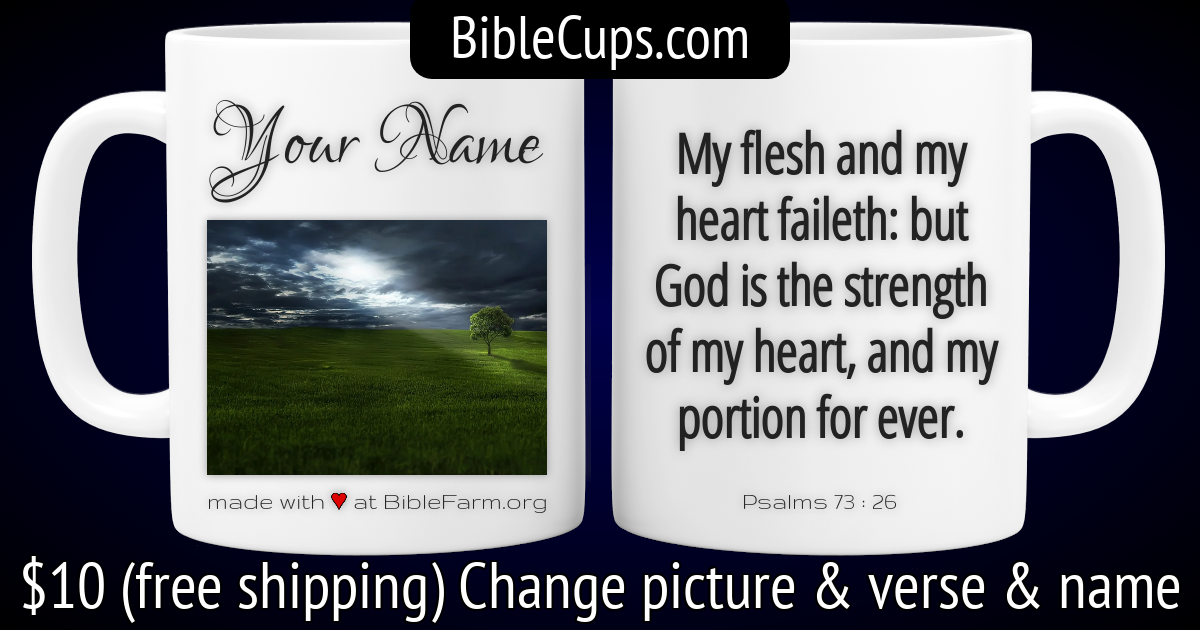 BibleCups.com
Your Name
made with ♥ at BibleFarm.org
My flesh and my
heart faileth: but
God is the strength
of my heart, and my
portion for ever.
Psalms 73 : 26
$10 (free shipping) Change picture & verse & name